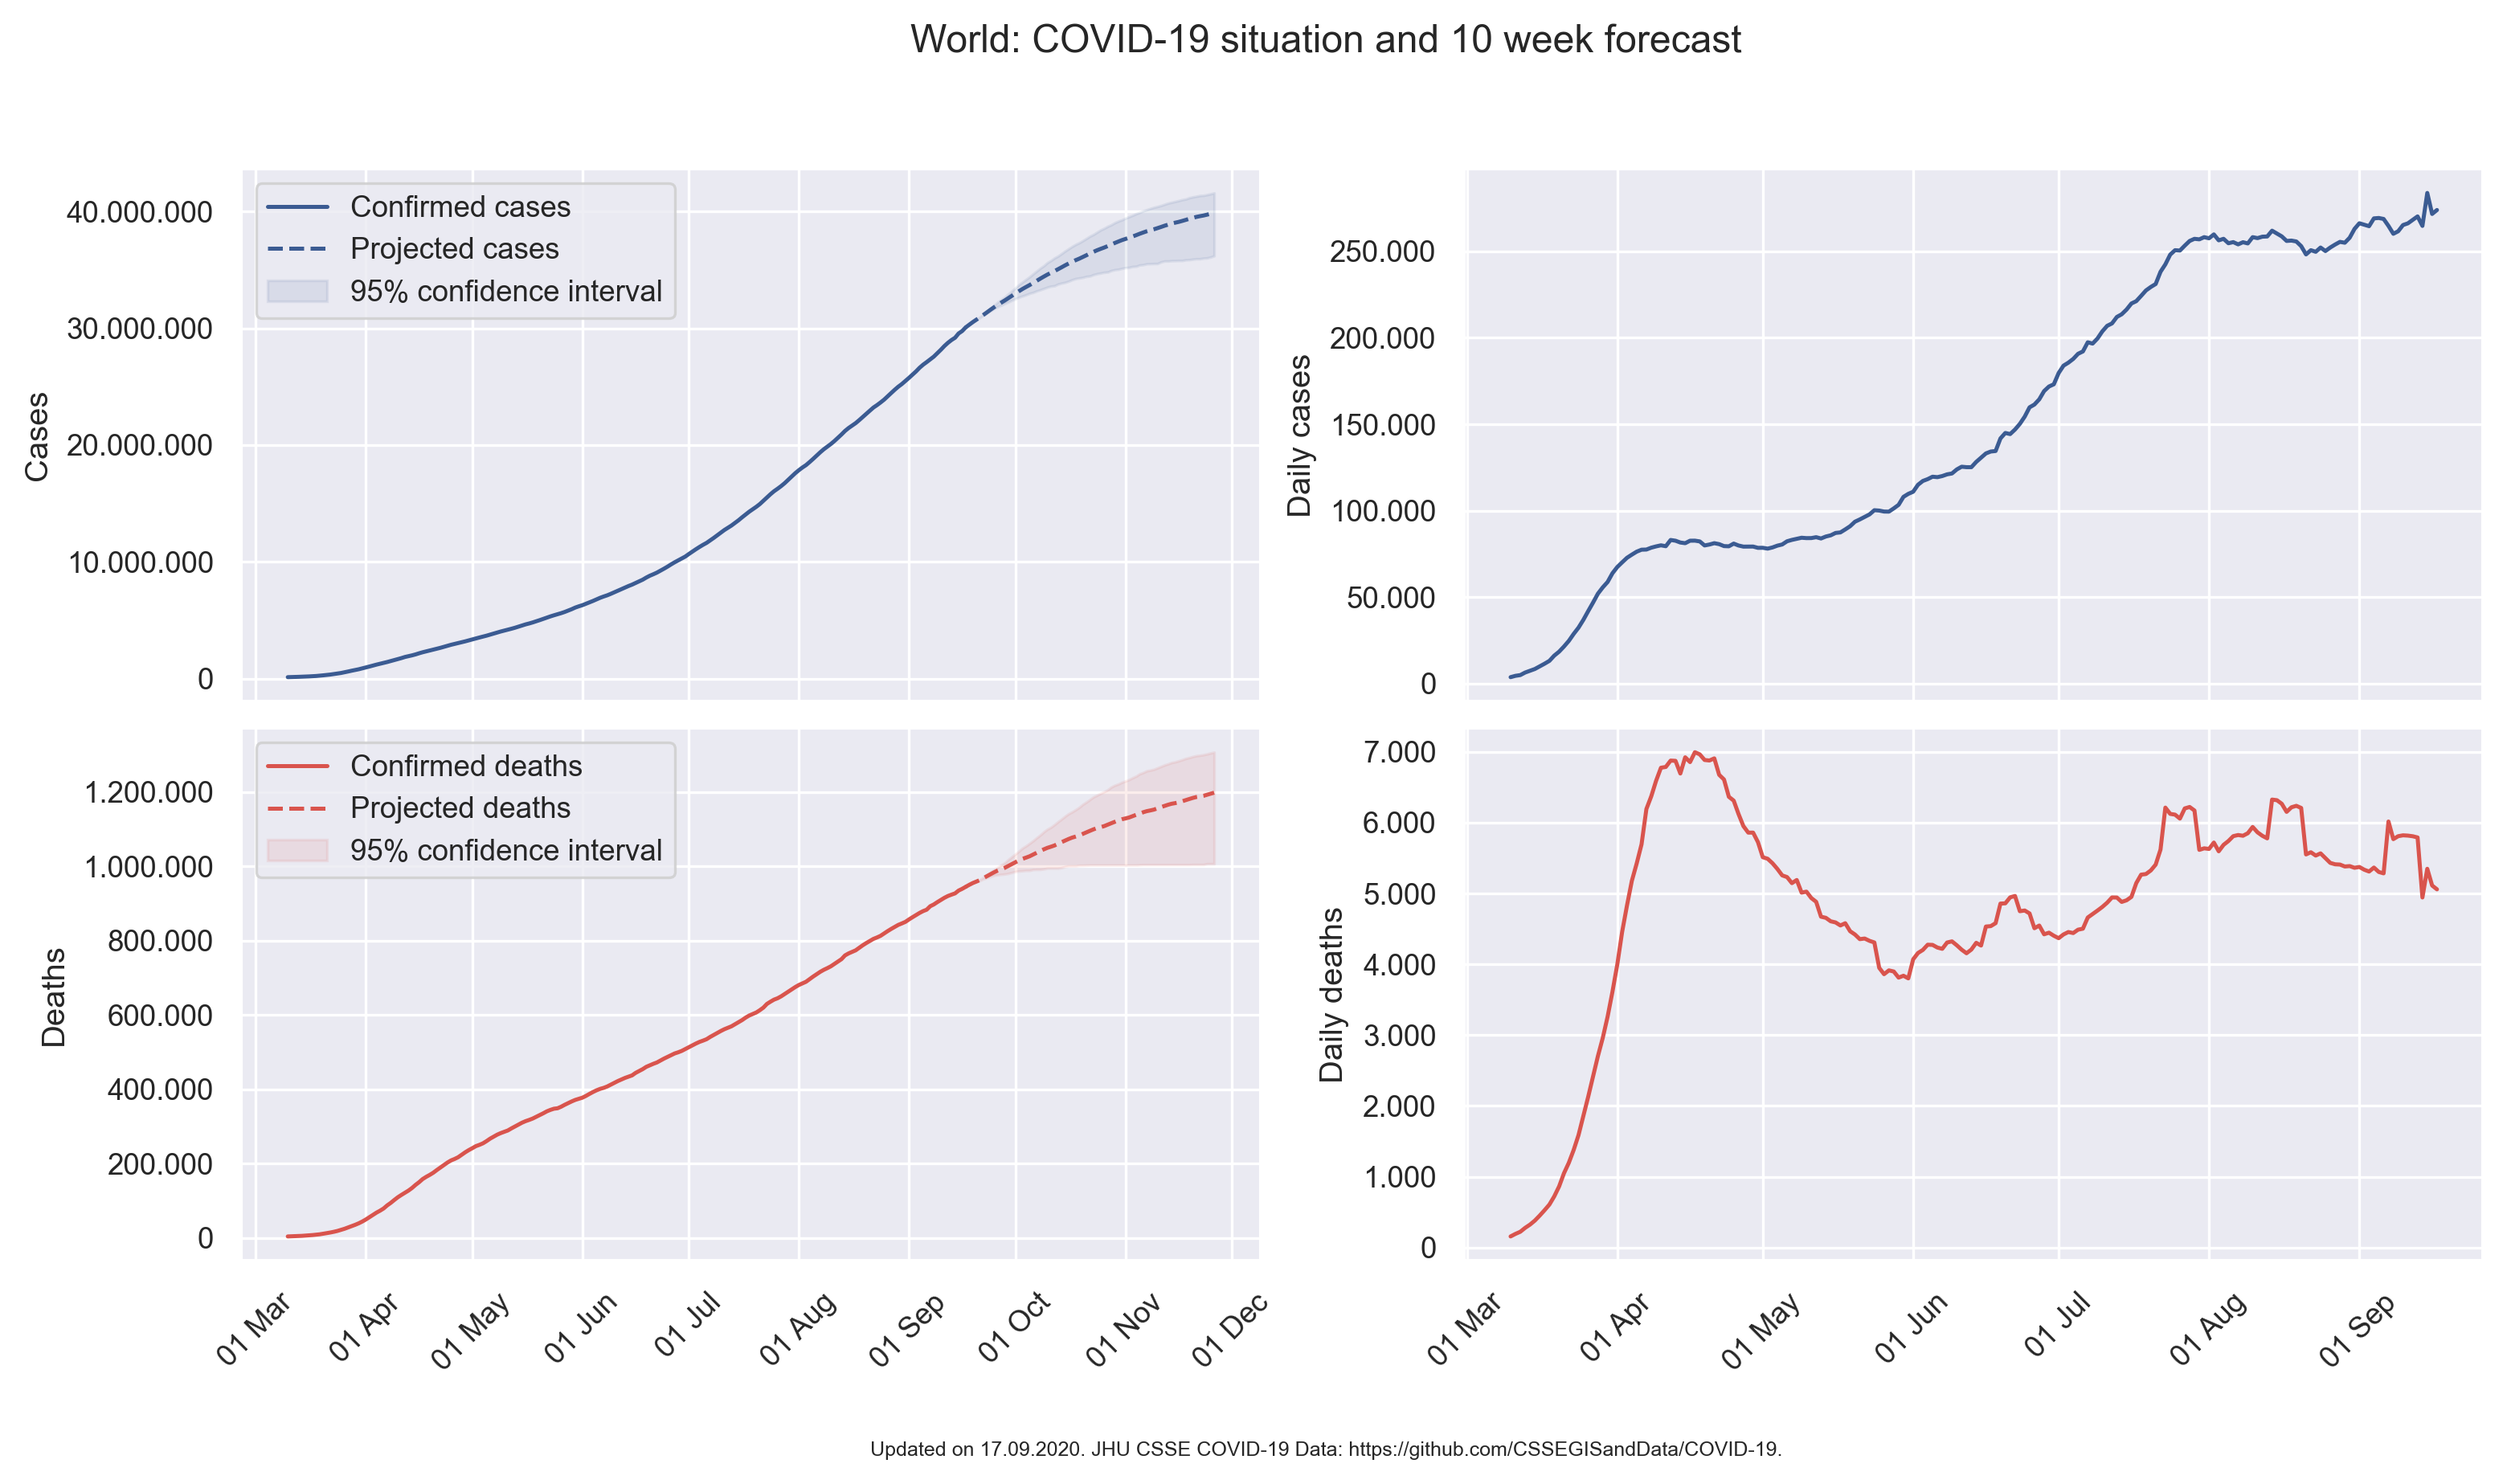 World: COVID-19 situation and 10 week forecast
Confirmed cases
Projected cases
95% confidence interval
40.000.000
30.000.000
20.000.000
10.000.000
0
Cases
250.000
200.000
150.000
100.000
50.000
0
Daily cases
Confirmed deaths
Projected deaths
95% confidence interval
1.200.000
1.000.000
800.000
600.000
400.000
200.000
0
Deaths
01 Mar
01 Apr
01 May
01 Jun
01 Jul
01 Aug
01 Sep
01 Oct
01 Nov
01 Dec
7.000
6.000
5.000
4.000
3.000
2.000
1.000
0
Daily deaths
01 Mar
01 Apr
01 May
01 Jun
01 Jul
01 Aug
01 Sep
Updated on 17.09.2020. JHU CSSE COVID-19 Data: https://github.com/CSSEGISandData/COVID-19.